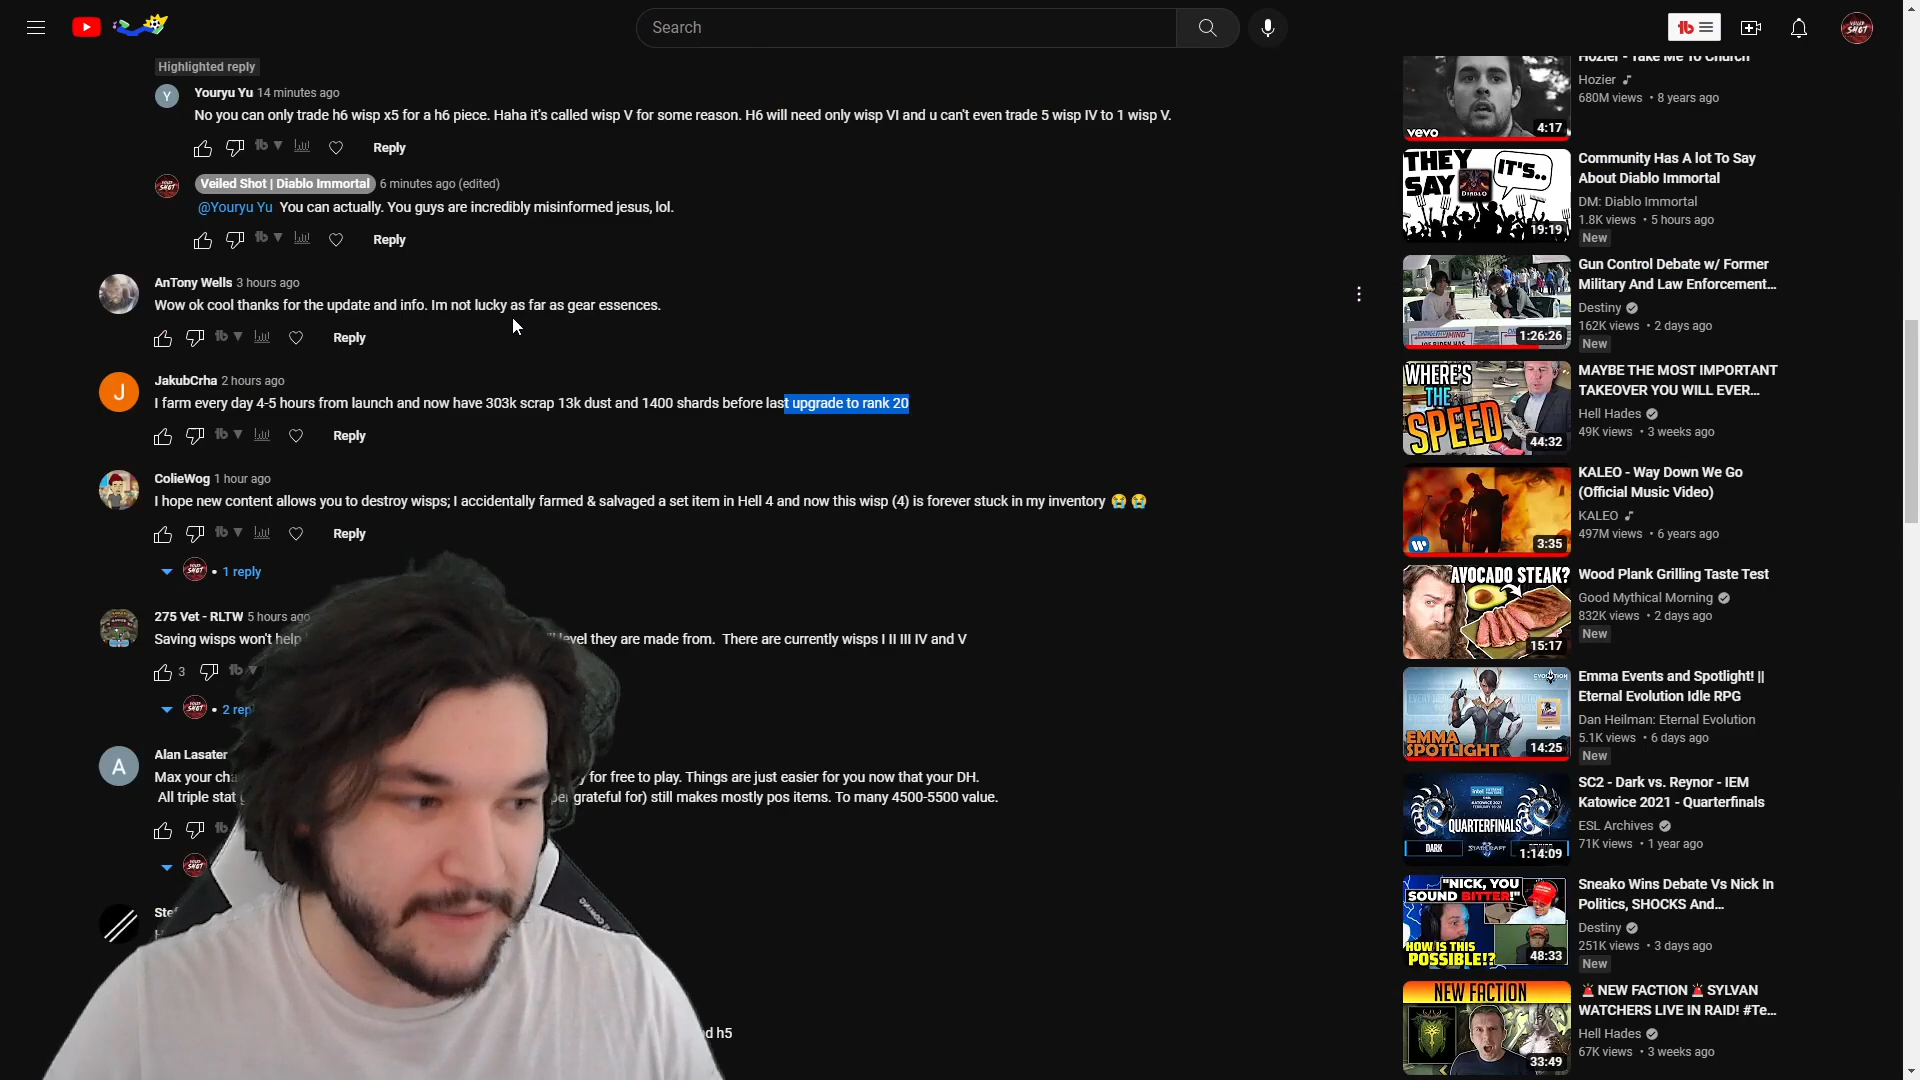 Search
Highlighted reply
Youryu Yu 14 minutes ago
No you can only trade h6 wisp x5 for a h6 piece. Haha it's called wisp V for some reason. H6 will need only wisp VI and u can't even trade 5 wisp IV to 1 wisp V.
Reply
Veiled Shot | Diablo Immortal 6 minutes ago (edited)
@Youryu Yu You can actually. You guys are incredibly misinformed jesus, lol.
Reply
AnTony Wells 3 hours ago
Wow ok cool thanks for the update and info. Im not lucky as far as gear essences.
Reply
JakubCrha 2 hours ago
I farm every day 4-5 hours from launch and now have 303k scrap 13k dust and 1400 shards before last upgrade to rank 20
Reply
ColieWog 1 hour ago
I hope new content allows you to destroy wisps; I accidentally farmed & salvaged a set item in Hell 4 and now this wisp (4) is forever stuck in my inventory 😭 😭
Reply
• 1 reply
275 Vet - RLTW 5 hours ago
Saving wisps won't help level they are made from. There are currently wisps I II III IV and V
3
• 2 rep
Alan Lasater
Max your cha y for free to play. Things are just easier for you now that your DH.
All triple stat grateful for) still makes mostly pos items. To many 4500-5500 value.
Stef
d h5
Hozier - Take Me To Church
Hozier
680M views • 8 years ago
vevo
4:17
THEY SAY IT'S..
DIABLO
19:19
Community Has A lot To Say
About Diablo Immortal
DM: Diablo Immortal
1.8K views • 5 hours ago
New
1:26:26
Gun Control Debate w/ Former
Military And Law Enforcement...
Destiny
162K views • 2 days ago
New
WHERE'S
THE
SPEED
44:32
MAYBE THE MOST IMPORTANT
TAKEOVER YOU WILL EVER...
Hell Hades
49K views • 3 weeks ago
3:35
KALEO - Way Down We Go
(Official Music Video)
KALEO
497M views • 6 years ago
AVOCADO STEAK?
15:17
Wood Plank Grilling Taste Test
Good Mythical Morning
832K views • 2 days ago
New
EVOLUTION
EMMA
SPOTLIGHT
14:25
Emma Events and Spotlight! ||
Eternal Evolution Idle RPG
Dan Heilman: Eternal Evolution
5.1K views • 6 days ago
New
intel EXTREME MASTERS
KATOWICE 2021
QUARTERFINALS
DARK
REYNOR
1:14:09
SC2 - Dark vs. Reynor - IEM
Katowice 2021 - Quarterfinals
ESL Archives
71K views • 1 year ago
"NICK, YOU
SOUND BITTER!"
HOW IS THIS
POSSIBLE!?
48:33
Sneako Wins Debate Vs Nick In
Politics, SHOCKS And...
Destiny
251K views • 3 days ago
New
NEW FACTION
33:49
🚨NEW FACTION🚨SYLVAN
WATCHERS LIVE IN RAID! #Te...
Hell Hades
67K views • 3 weeks ago